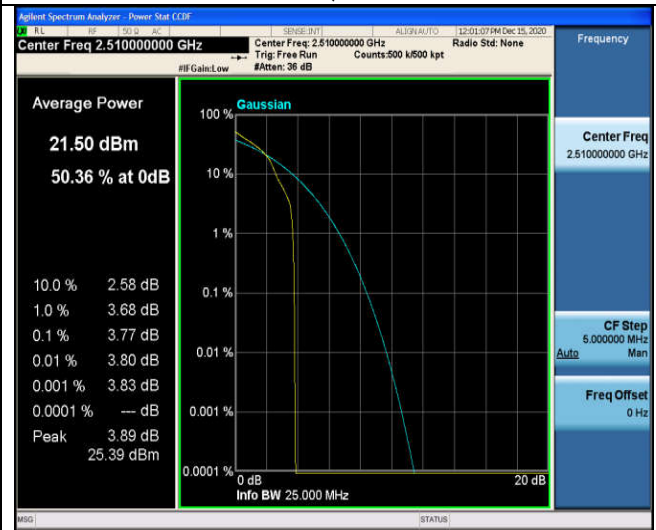 Agilent Spectrum Analyzer - Power Stat CCDF
RL RF 50 Ω AC SENSE:INT ALIGN AUTO 12:01:07 PM Dec 15, 2020
Center Freq 2.510000000 GHz
Center Freq: 2.510000000 GHz Radio Std: None
Trig: Free Run Counts:500 k/500 kpt
#IFGain:Low #Atten: 36 dB
Frequency
Average Power
21.50 dBm
50.36 % at 0dB
10.0 % 2.58 dB
1.0 % 3.68 dB
0.1 % 3.77 dB
0.01 % 3.80 dB
0.001 % 3.83 dB
0.0001 % --- dB
Peak 3.89 dB
25.39 dBm
Gaussian
100 %
10 %
1 %
0.1 %
0.01 %
0.001 %
0.0001 %
0 dB 20 dB
Info BW 25.000 MHz
Center Freq
2.510000000 GHz
CF Step
5.000000 MHz
Auto Man
Freq Offset
0 Hz
MSG STATUS